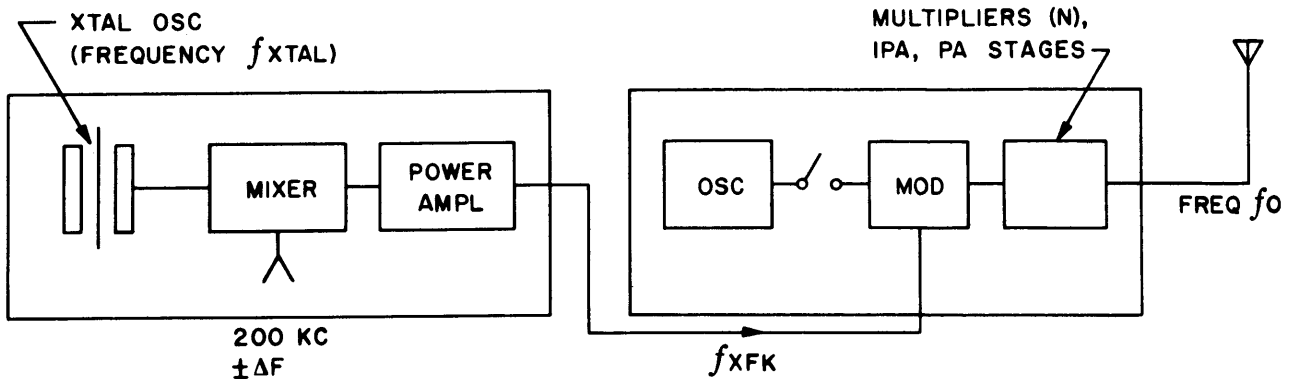 XTAL OSC
(FREQUENCY fXTAL)
MULTIPLIERS (N),
IPA, PA STAGES
MIXER
POWER
AMPL
OSC
MOD
FREQ fO
200 KC
±ΔF
fXFK